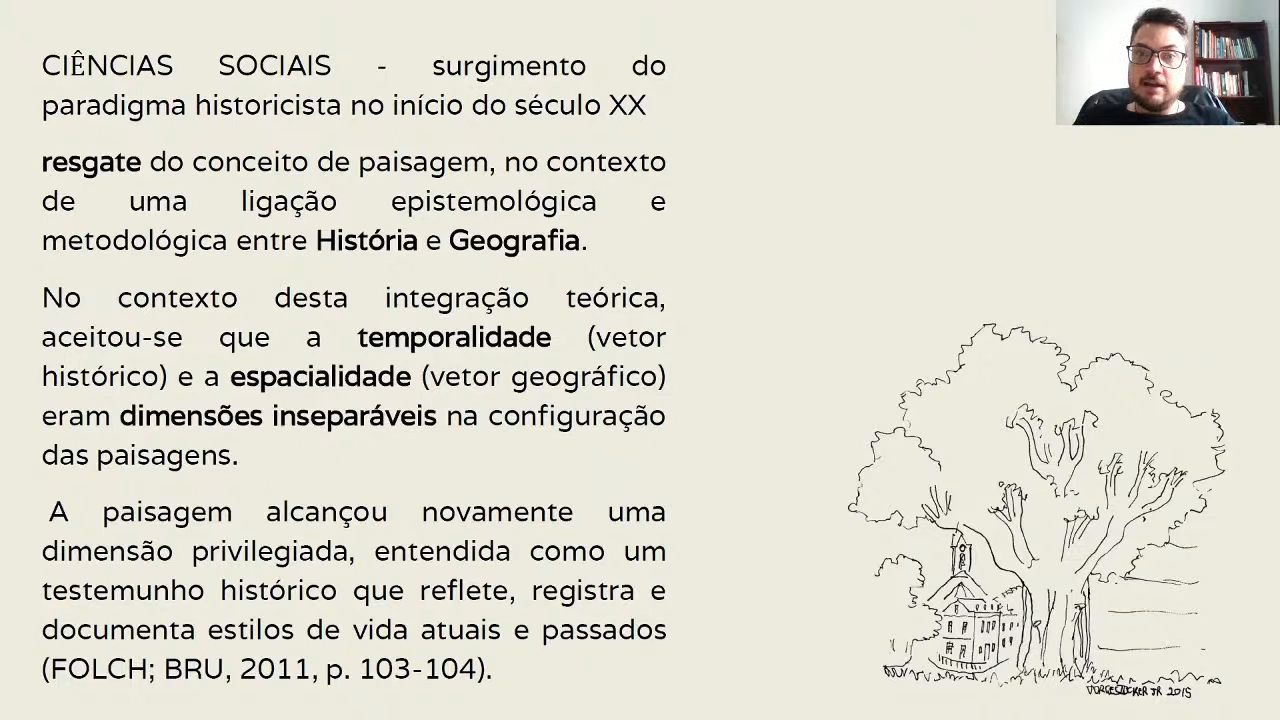 CIÊNCIAS SOCIAIS - surgimento do
paradigma historicista no início do século XX
resgate do conceito de paisagem, no contexto
de uma ligação epistemológica e
metodológica entre História e Geografia.
No contexto desta integração teórica,
aceitou-se que a temporalidade (vetor
histórico) e a espacialidade (vetor geográfico)
eram dimensões inseparáveis na configuração
das paisagens.
A paisagem alcançou novamente uma
dimensão privilegiada, entendida como um
testemunho histórico que reflete, registra e
documenta estilos de vida atuais e passados
(FOLCH; BRU, 2011, p. 103-104).
JR 2015